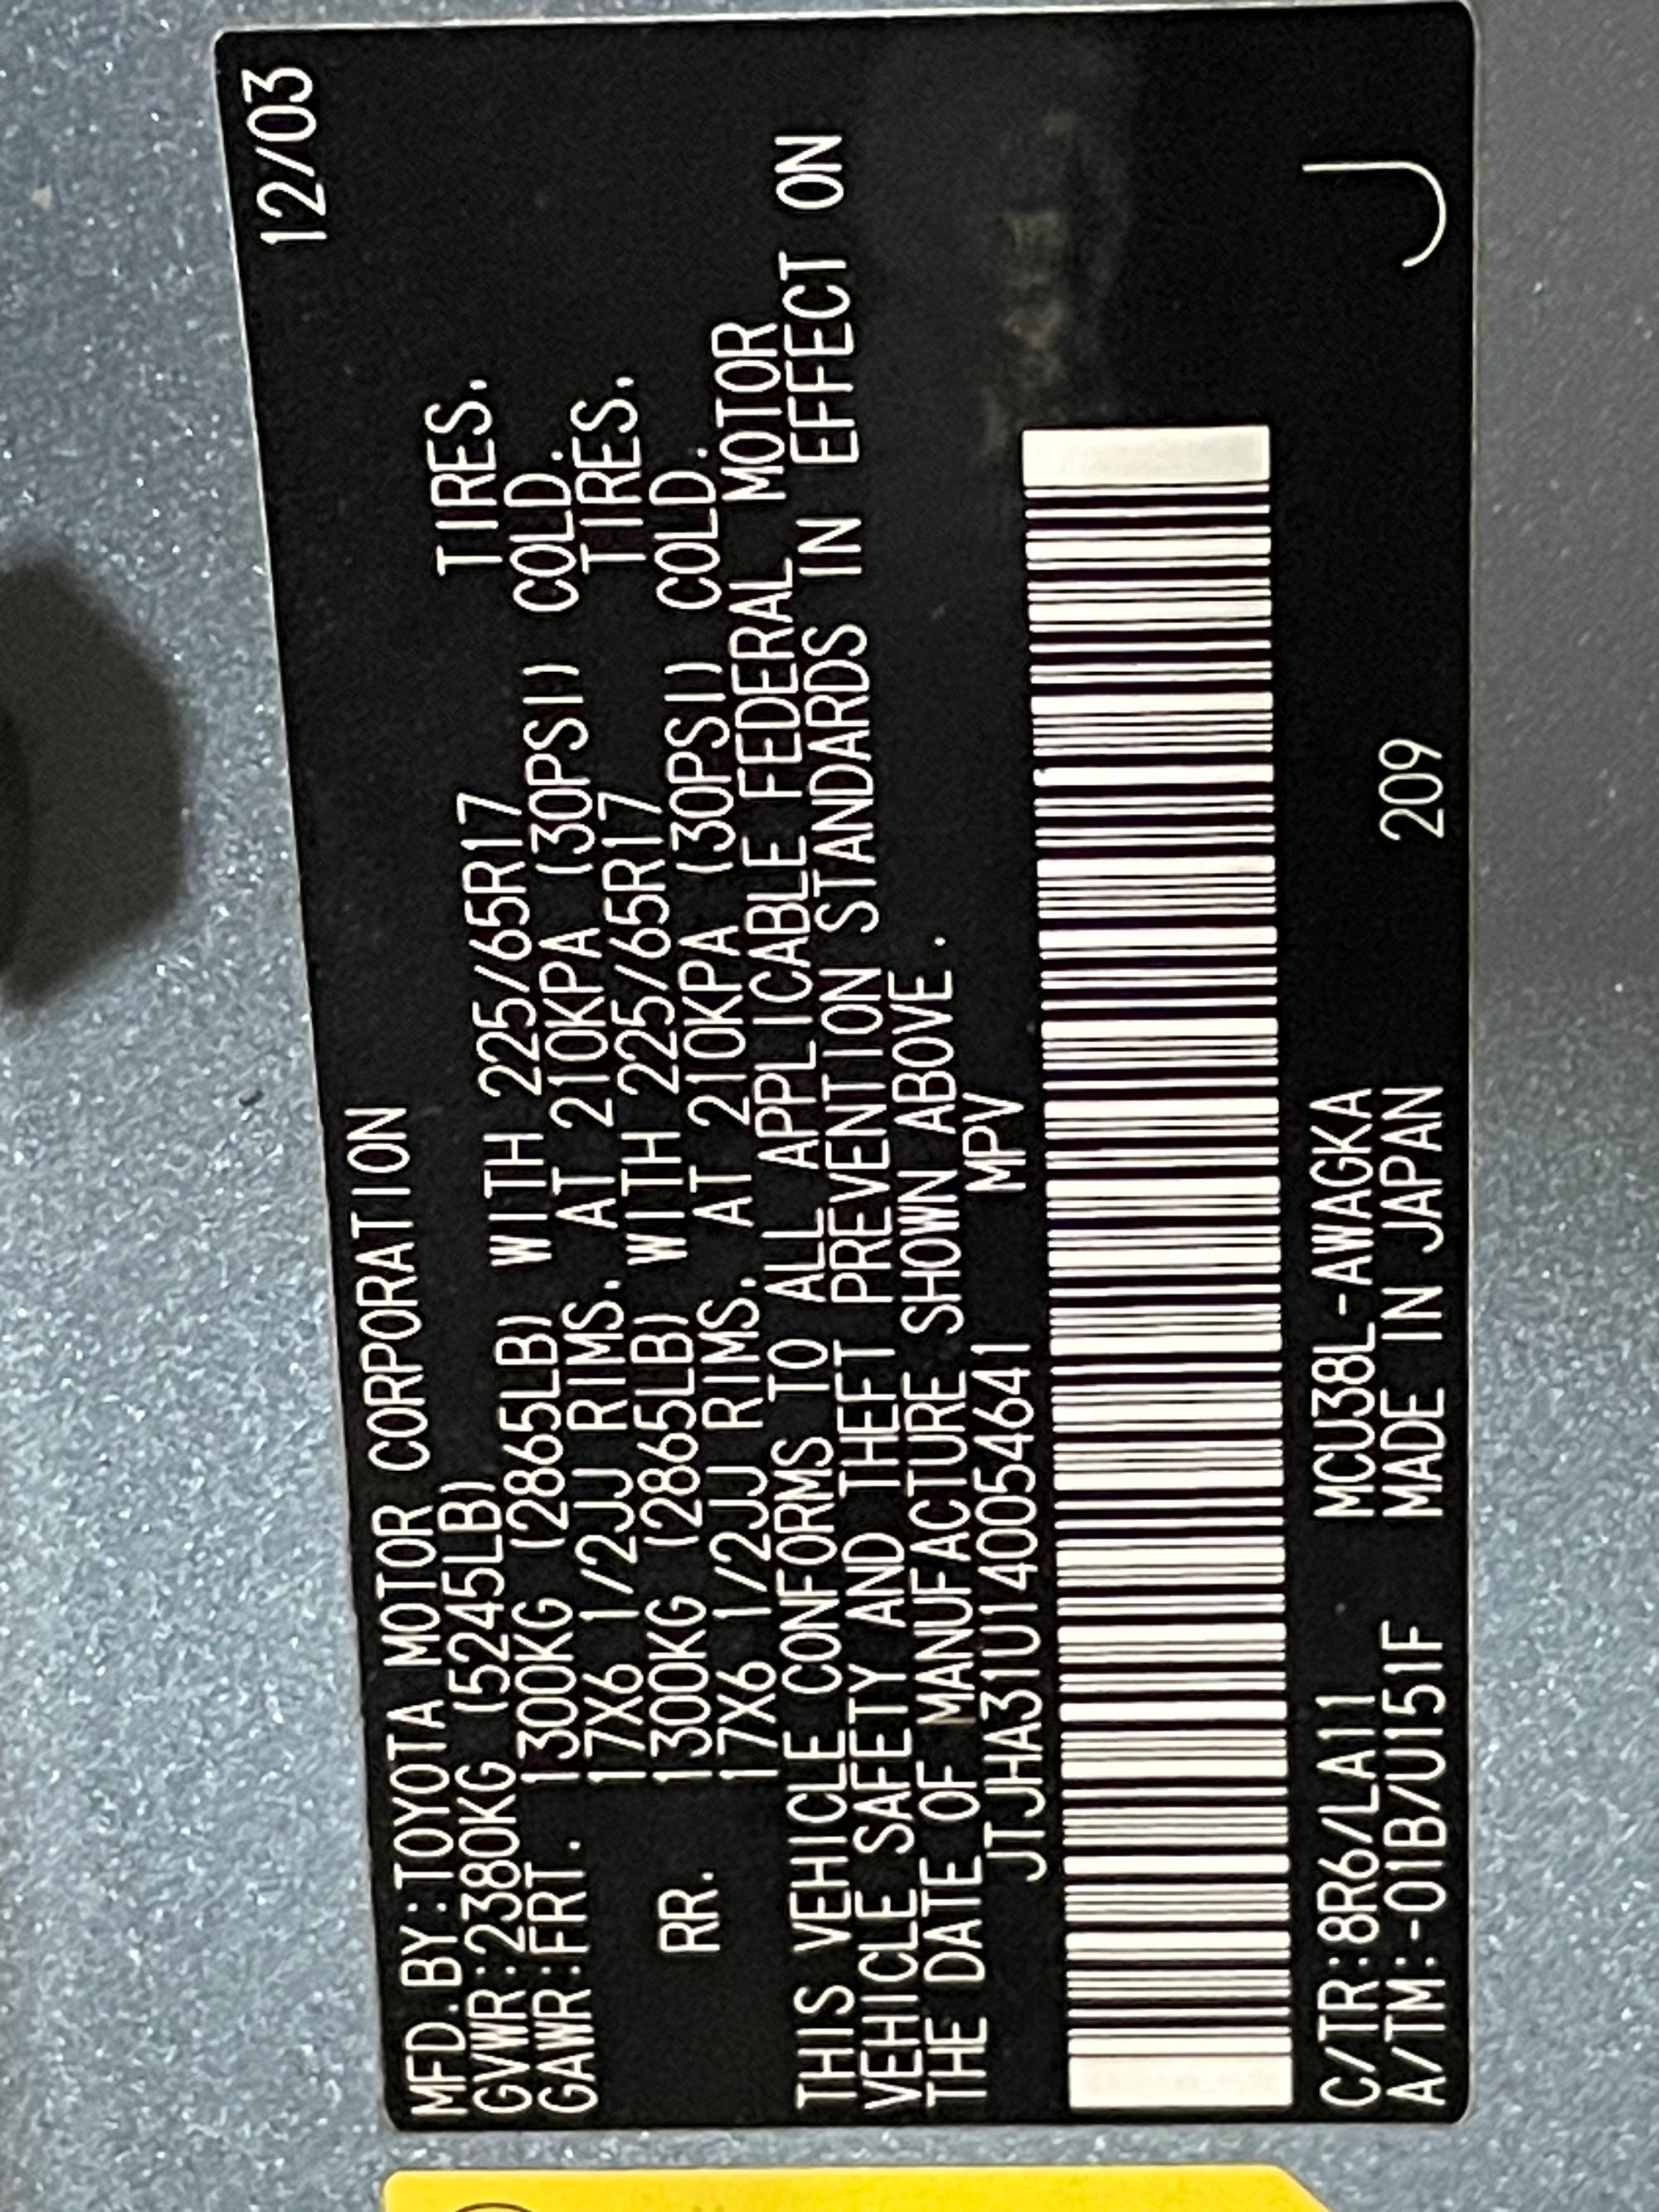 12/03
MFD.BY:TOYOTA MOTOR CORPORATION
GVWR:2380KG (5245LB)
GAWR:FRT. 1300KG (2865LB) WITH 225/65R17 TIRES.
17X6 1/2JJ RIMS. AT 210KPA (30PSI) COLD.
RR. 1300KG (2865LB) WITH 225/65R17 TIRES.
17X6 1/2JJ RIMS. AT 210KPA (30PSI) COLD.
THIS VEHICLE CONFORMS TO ALL APPLICABLE FEDERAL MOTOR
VEHICLE SAFETY AND THEFT PREVENTION STANDARDS IN EFFECT ON
THE DATE OF MANUFACTURE SHOWN ABOVE.
JTJHA31U140054641 MPV
C/TR:8R6/LA11 MCU38L-AWAGKA
A/TM:-01B/U151F MADE IN JAPAN 209 J